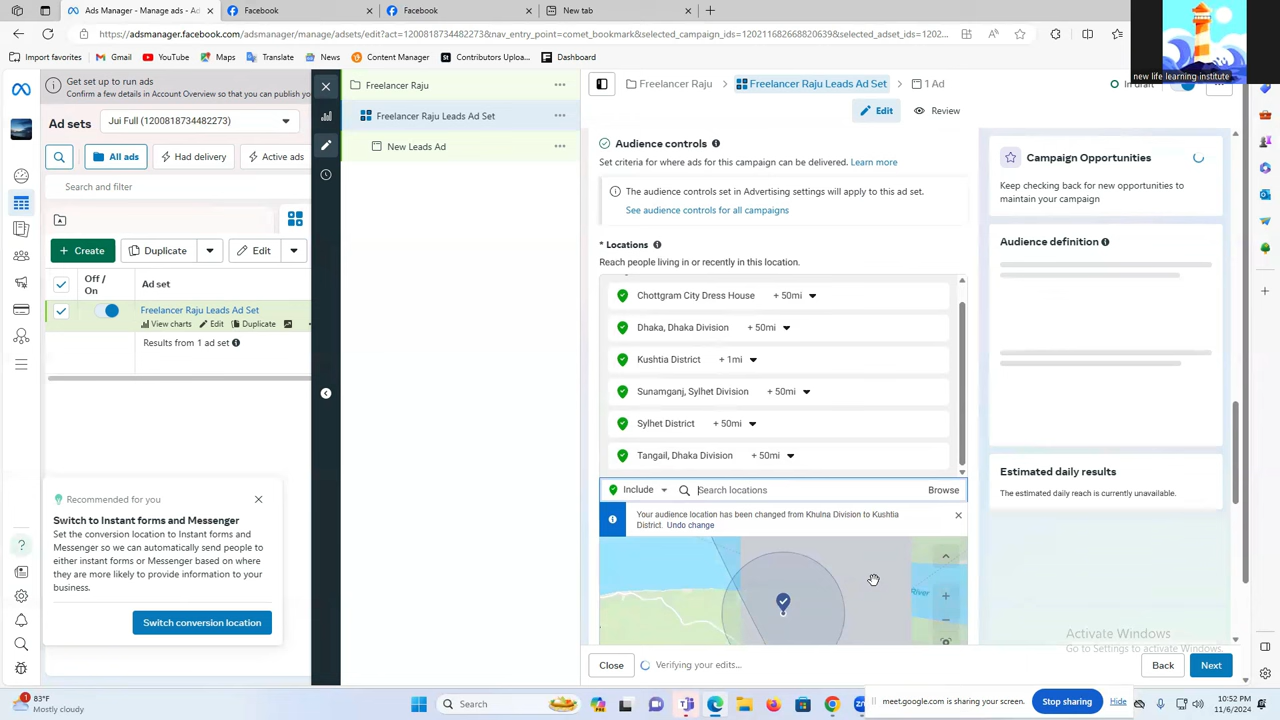 Ads Manager - Manage ads - Ad
Facebook
Facebook
New tab
https://adsmanager.facebook.com/adsmanager/manage/adsets/edit?act=1200818734482273&nav_entry_point=comet_bookmark&selected_campaign_ids=120211682668820639&selected_adset_ids=1202...
Import favorites
Gmail
YouTube
Maps
Translate
News
Content Management
Suggest Get
Contributors Uploa...
Dashboard
new life learning institute
Get set up to run ads
Confirm a few details in Account Overview so that you can publish
Ad sets
Jui Full (1200818734482273)
All ads
Had delivery
Active ads
Search and filter
Create
Duplicate
Edit
Off / On
Ad set
Freelancer Raju Leads Ad Set
View charts
Edit
Duplicate
Results from 1 ad set
Recommended for you
Switch to Instant forms and Messenger
Set the conversion location to Instant forms and
Messenger so we can automatically send people to
either instant forms or Messenger based on where
they are more likely to provide information to your
business.
Switch conversion location
Freelancer Raju
Freelancer Raju Leads Ad Set
New Leads Ad
Freelancer Raju
Freelancer Raju Leads Ad Set
1 Ad
In draft
Edit
Review
Audience controls
Set criteria for where ads for this campaign can be delivered. Learn more
The audience controls set in Advertising settings will apply to this ad set.
See audience controls for all campaigns
* Locations
Reach people living in or recently in this location.
Chottgram City Dress House + 50mi
Dhaka, Dhaka Division + 50mi
Kushtia District + 1mi
Sunamganj, Sylhet Division + 50mi
Sylhet District + 50mi
Tangail, Dhaka Division + 50mi
Include
Search locations
Browse
Your audience location has been changed from Khulna Division to Kushtia
District. Undo change
River
Close
Verifying your edits...
Back
Next
Campaign Opportunities
Keep checking back for new opportunities to
maintain your campaign
Audience definition
Estimated daily results
The estimated daily reach is currently unavailable.
Activate Windows
Go to Settings to activate Windows.
83°F
Mostly cloudy
Search
meet.google.com is sharing your screen.
Stop sharing
Hide
10:52 PM
11/6/2024